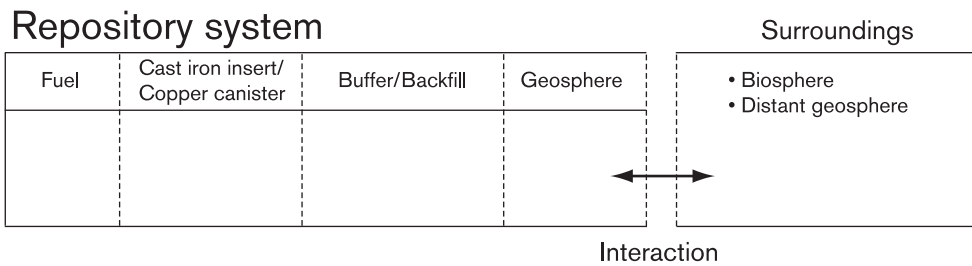 Repository system
Surroundings
Fuel
Cast iron insert/
Copper canister
Buffer/Backfill
Geosphere
• Biosphere
• Distant geosphere
Interaction